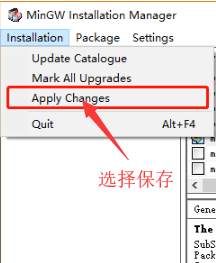 MinGW Installation Manager
Installation Package Settings
Update Catalogue
Mark All Upgrades
Apply Changes
Quit Alt+F4
选择保存
Gene
The
SubS